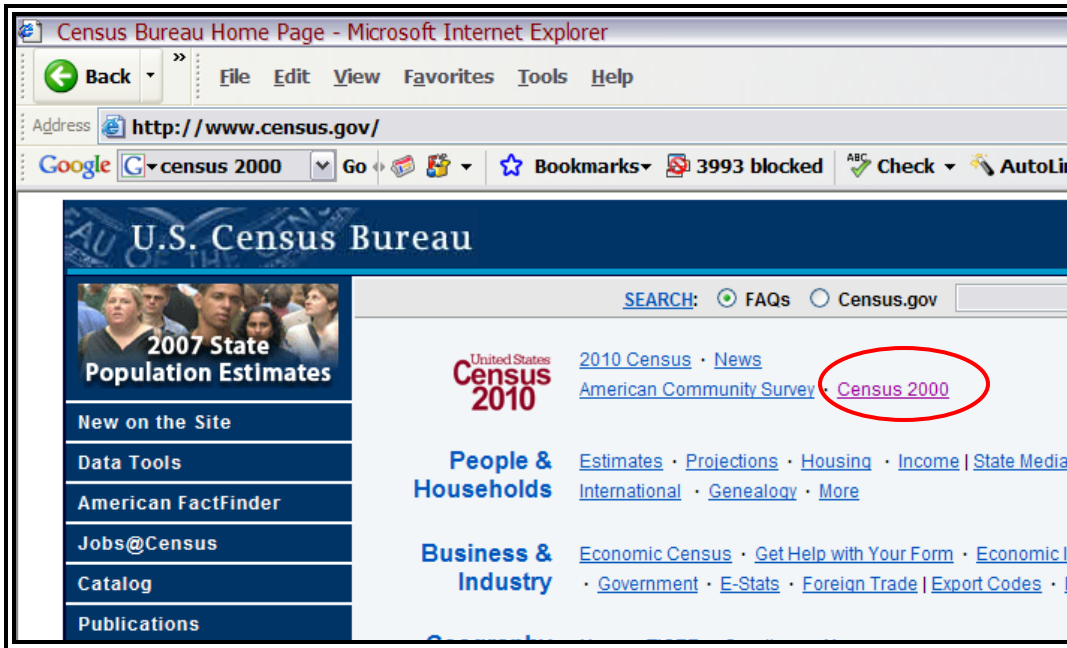 Census Bureau Home Page - Microsoft Internet Explorer
Back » File Edit View Favorites Tools Help
Address http://www.census.gov/
Google G census 2000 Go Bookmarks 3993 blocked ABC Check AutoLi
U.S. Census Bureau
SEARCH: FAQs Census.gov
2007 State
Population Estimates
New on the Site
Data Tools
American FactFinder
Jobs@Census
Catalog
Publications
United States
Census
2010
2010 Census · News
American Community Survey · Census 2000
People &
Households
Estimates · Projections · Housing · Income | State Media
International · Genealogy · More
Business &
Industry
Economic Census · Get Help with Your Form · Economic
· Government · E-Stats · Foreign Trade | Export Codes ·